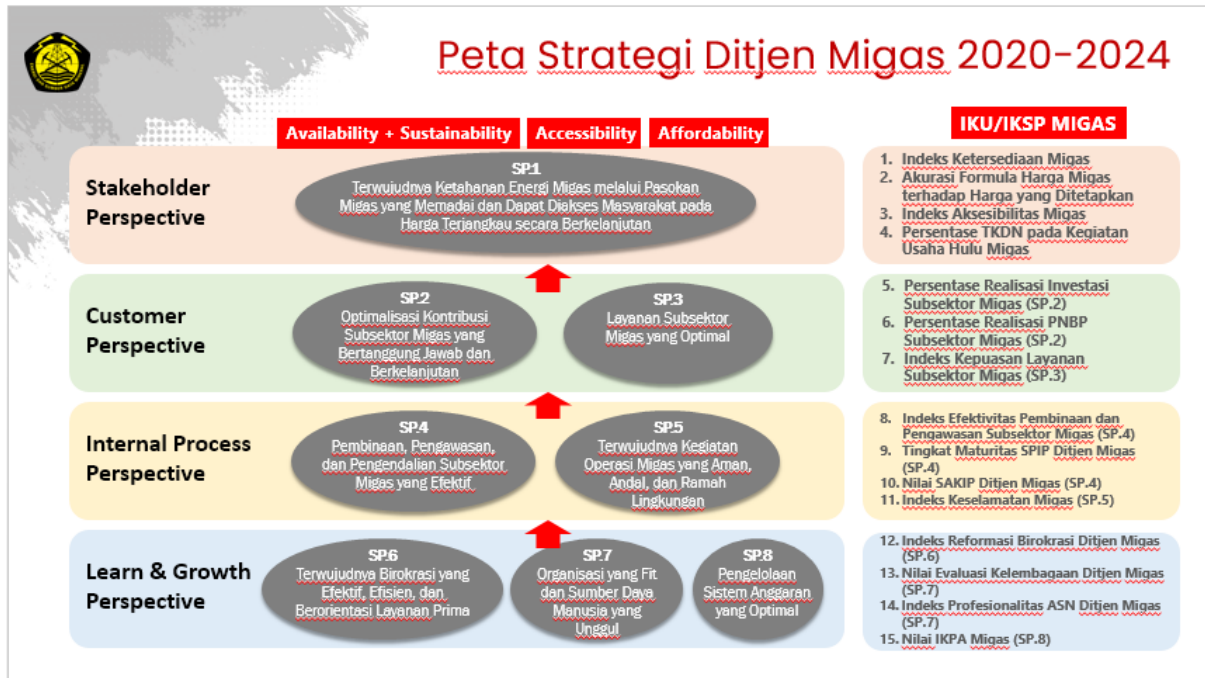 Peta Strategi Ditjen Migas 2020-2024
Availability + Sustainability
Accessibility
Affordability
IKU/IKSP MIGAS
Stakeholder
Perspective
SP.1
Terwujudnya Ketahanan Energi Migas melalui Pasokan
Migas yang Memadai dan Dapat Diakses Masyarakat pada
Harga Terjangkau secara Berkelanjutan
1. Indeks Ketersediaan Migas
2. Akurasi Formula Harga Migas
terhadap Harga yang Ditetapkan
3. Indeks Aksesibilitas Migas
4. Persentase TKDN pada Kegiatan
Usaha Hulu Migas
Customer
Perspective
SP.2
Optimalisasi Kontribusi
Subsektor Migas yang
Bertanggung Jawab dan
Berkelanjutan
SP.3
Layanan Subsektor
Migas yang Optimal
5. Persentase Realisasi Investasi
Subsektor Migas (SP.2)
6. Persentase Realisasi PNBP
Subsektor Migas (SP.2)
7. Indeks Kepuasan Layanan
Subsektor Migas (SP.3)
Internal Process
Perspective
SP.4
Pembinaan, Pengawasan,
dan Pengendalian Subsektor
Migas yang Efektif
SP.5
Terwujudnya Kegiatan
Operasi Migas yang Aman,
Andal, dan Ramah
Lingkungan
8. Indeks Efektivitas Pembinaan dan
Pengawasan Subsektor Migas (SP.4)
9. Tingkat Maturitas SPIP Ditjen Migas
(SP.4)
10. Nilai SAKIP Ditjen Migas (SP.4)
11. Indeks Keselamatan Migas (SP.5)
Learn & Growth
Perspective
SP.6
Terwujudnya Birokrasi yang
Efektif, Efisien, dan
Berorientasi Layanan Prima
SP.7
Organisasi yang Fit
dan Sumber Daya
Manusia yang
Unggul
SP.8
Pengelolaan
Sistem Anggaran
yang Optimal
12. Indeks Reformasi Birokrasi Ditjen Migas
(SP.6)
13. Nilai Evaluasi Kelembagaan Ditjen Migas
(SP.7)
14. Indeks Profesionalitas ASN Ditjen Migas
(SP.7)
15. Nilai IKPA Migas (SP.8)